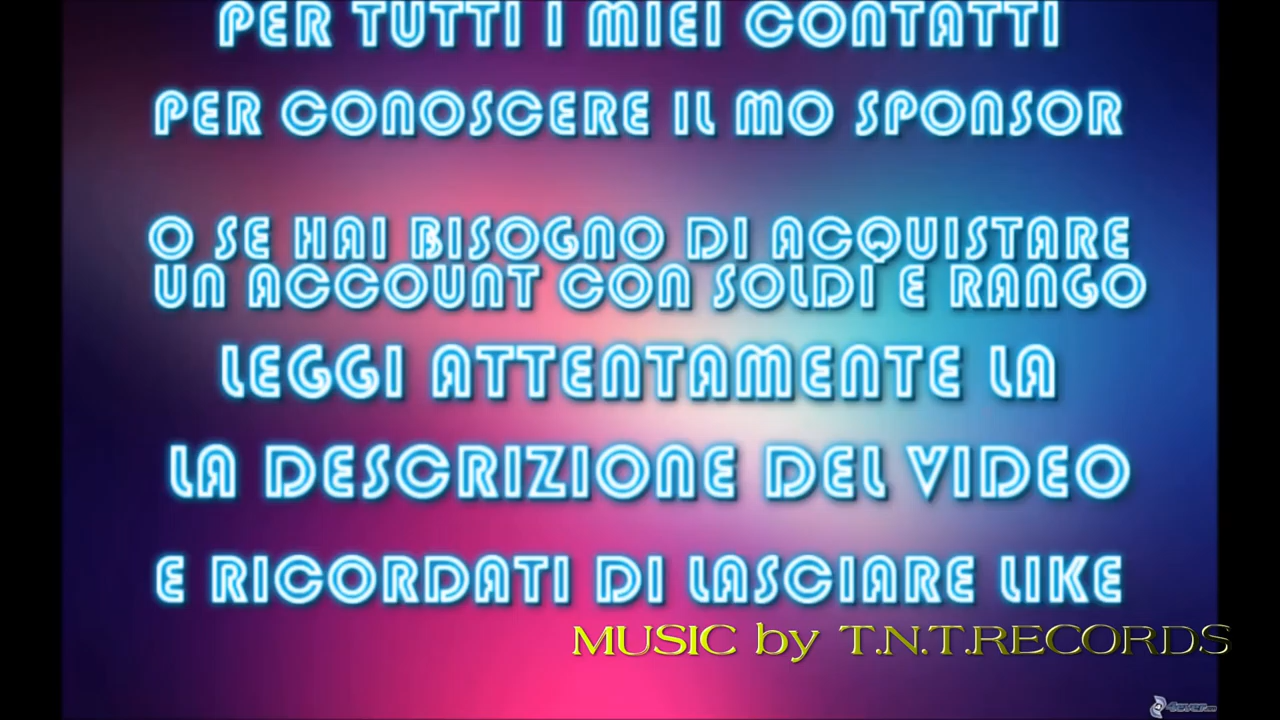 PER TUTTI I MIEI CONTATTI
PER CONOSCERE IL MO SPONSOR
O SE HAI BISOGNO DI ACQUISTARE
UN ACCOUNT CON SOLDI E RANGO
LEGGI ATTENTAMENTE LA
LA DESCRIZIONE DEL VIDEO
E RICORDATI DI LASCIARE LIKE
MUSIC by T.N.T.RECORDS